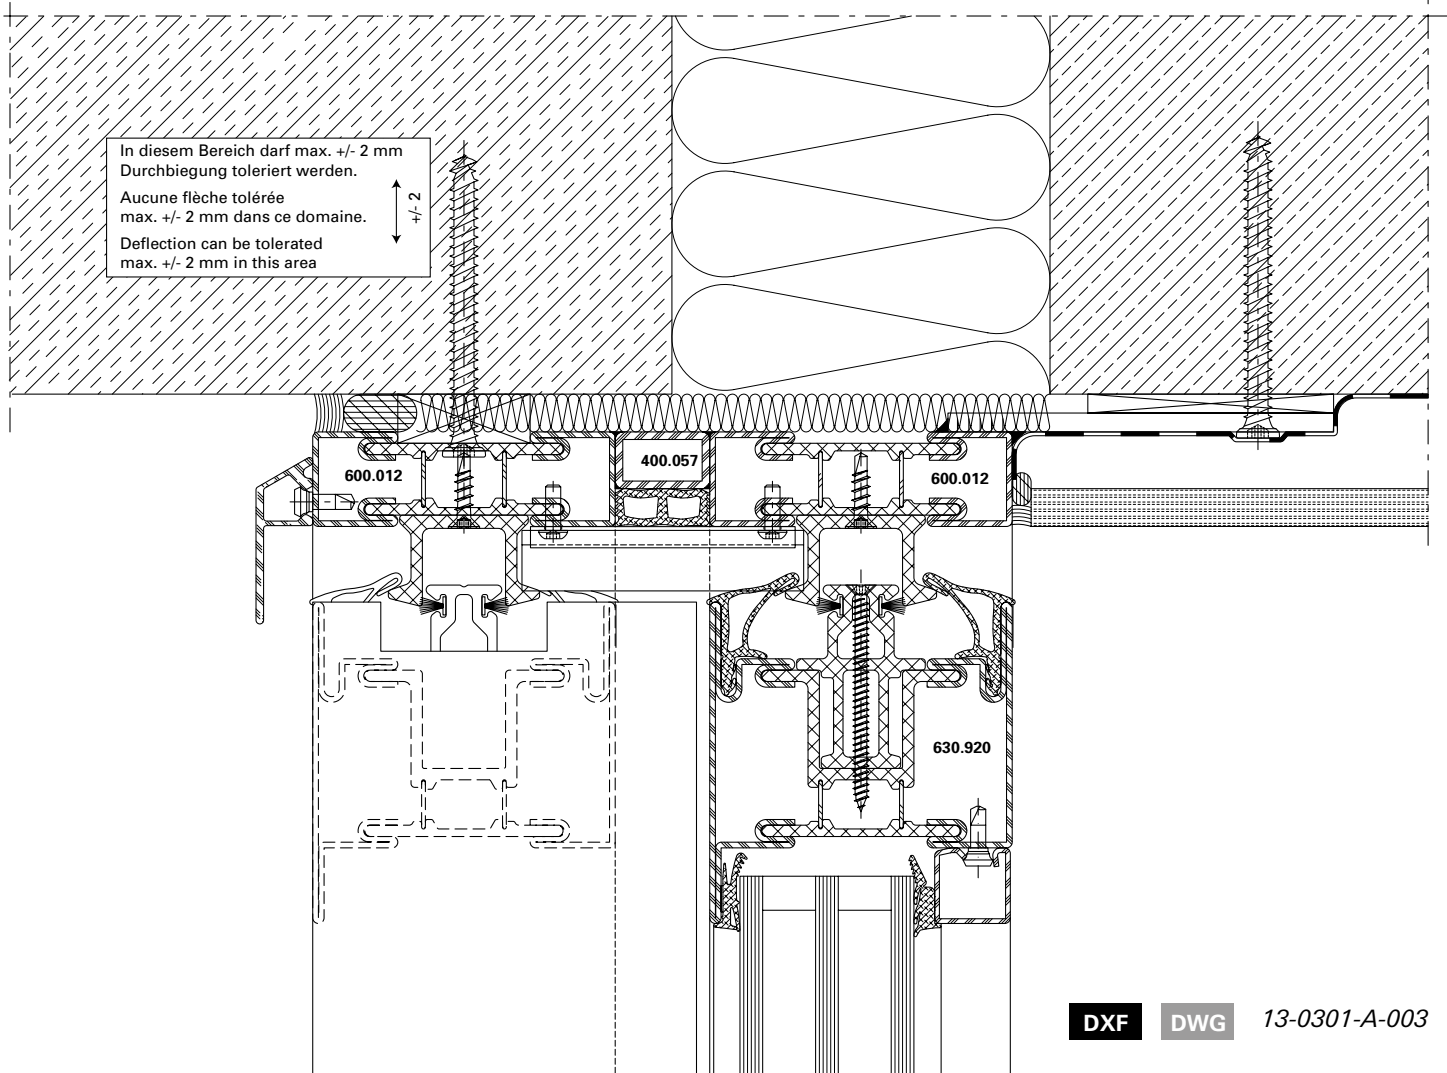 In diesem Bereich darf max. +/- 2 mm
Durchbiegung toleriert werden.
Aucune flèche tolérée
max. +/- 2 mm dans ce domaine.
Deflection can be tolerated
max. +/- 2 mm in this area
+/- 2
600.012
400.057
600.012
630.920
DXF
DWG
13-0301-A-003